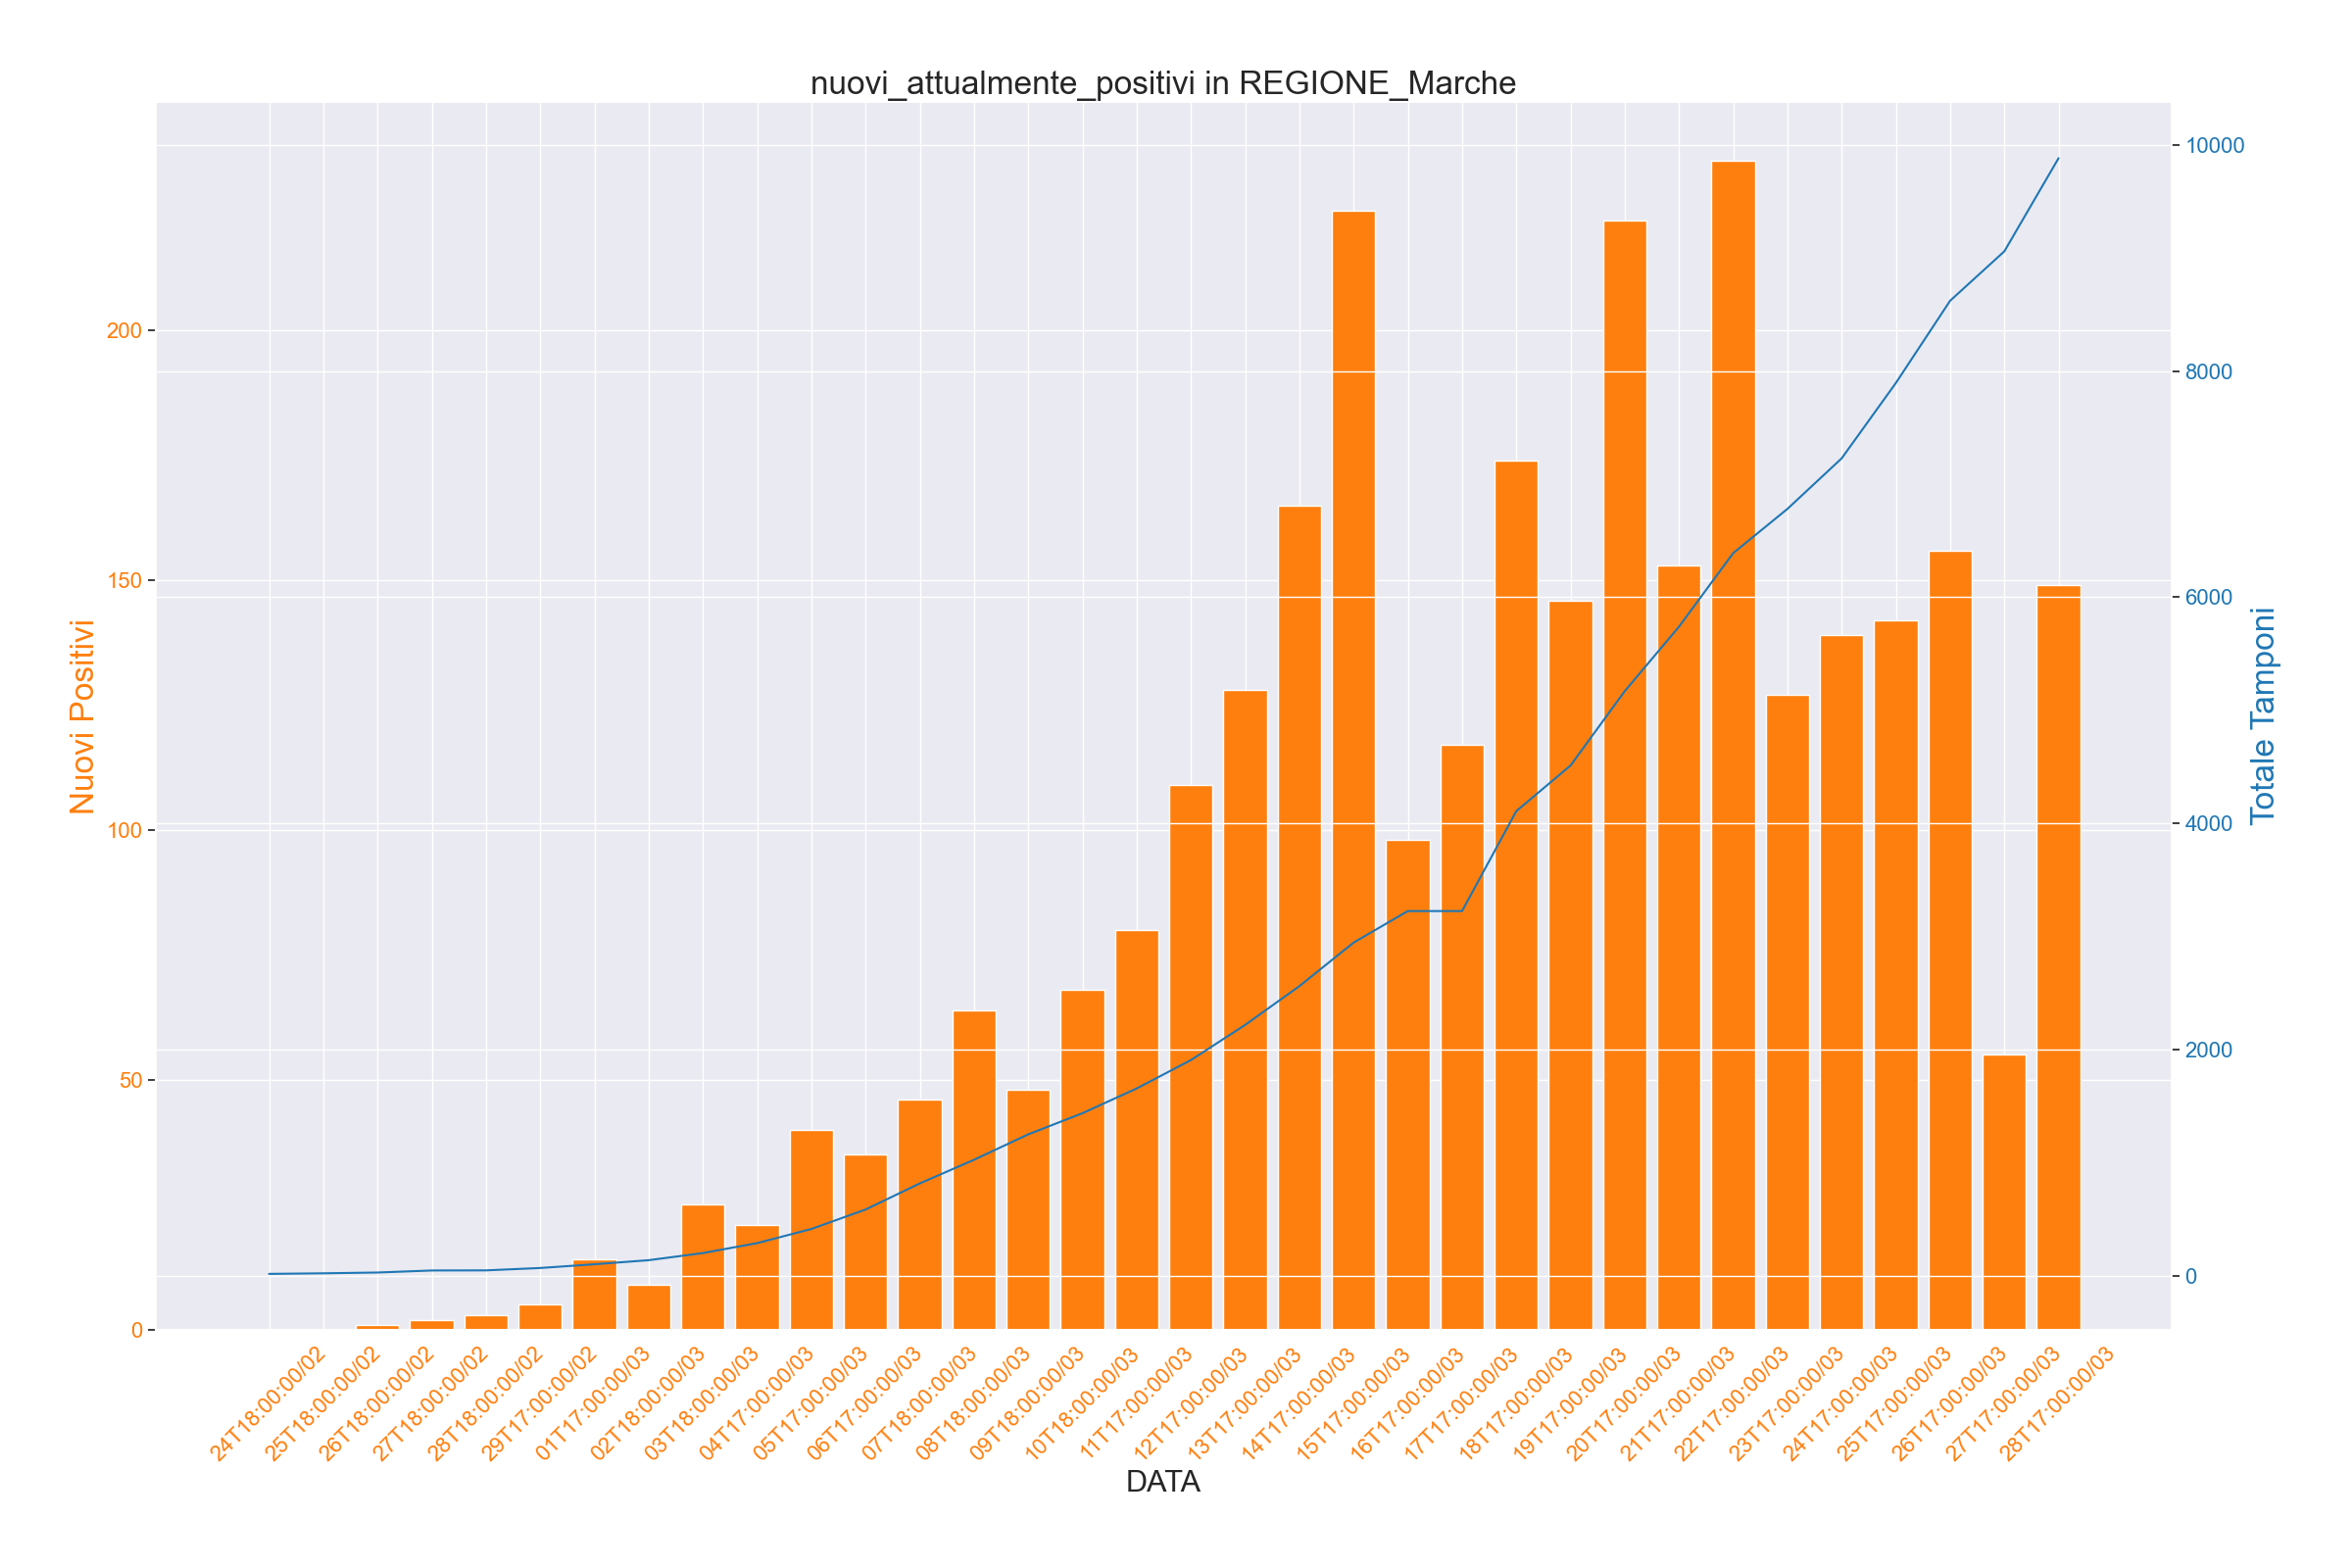 nuovi_attualmente_positivi in REGIONE_Marche
Nuovi Positivi
200
150
100
50
0
10000
8000
6000
4000
2000
0
Totale Tamponi
24T18:00:00/02
25T18:00:00/02
26T18:00:00/02
27T18:00:00/02
28T18:00:00/02
29T17:00:00/02
01T17:00:00/03
02T18:00:00/03
03T18:00:00/03
04T17:00:00/03
05T17:00:00/03
06T17:00:00/03
07T18:00:00/03
08T18:00:00/03
09T18:00:00/03
10T18:00:00/03
11T17:00:00/03
12T17:00:00/03
13T17:00:00/03
14T17:00:00/03
15T17:00:00/03
16T17:00:00/03
17T17:00:00/03
18T17:00:00/03
19T17:00:00/03
20T17:00:00/03
21T17:00:00/03
22T17:00:00/03
23T17:00:00/03
24T17:00:00/03
25T17:00:00/03
26T17:00:00/03
27T17:00:00/03
28T17:00:00/03
DATA